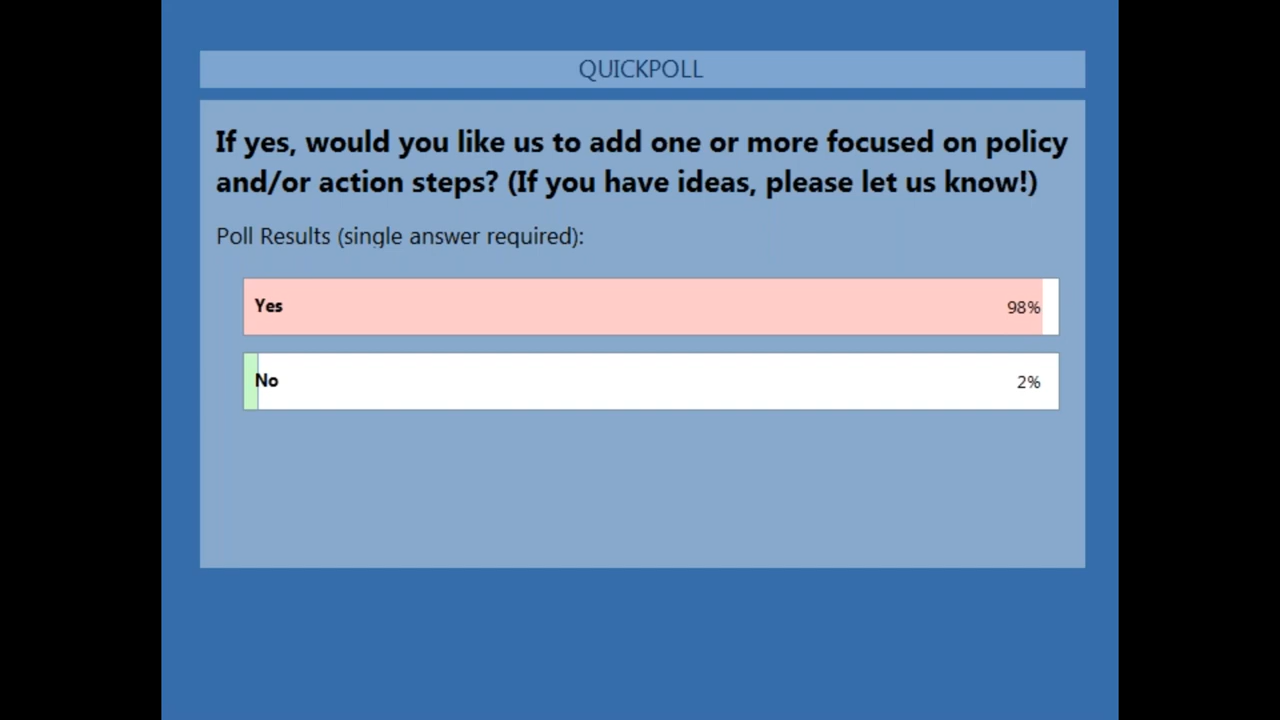 QUICKPOLL
If yes, would you like us to add one or more focused on policy
and/or action steps? (If you have ideas, please let us know!)
Poll Results (single answer required):
Yes 98%
No 2%